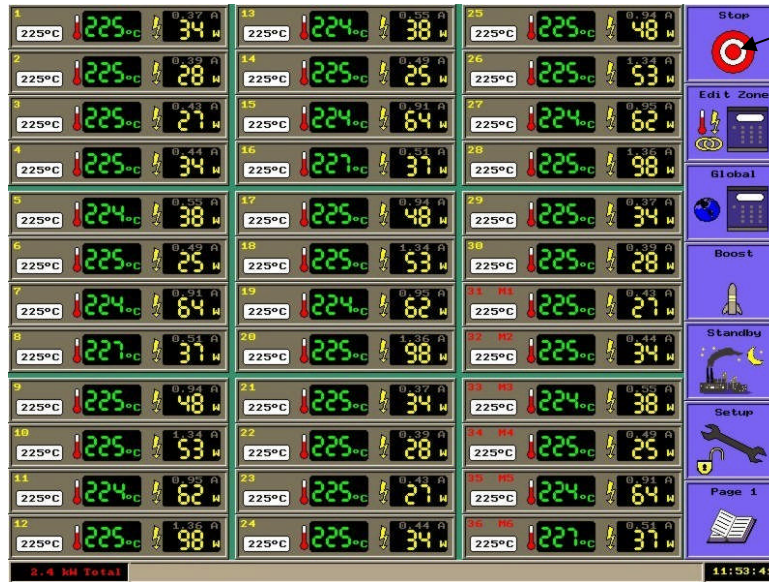 1 0.37 A
225°C 225°C 34 W
2 0.39 A
225°C 225°C 28 W
3 0.43 A
225°C 225°C 27 W
4 0.44 A
225°C 225°C 34 W
5 0.55 A
225°C 224°C 38 W
6 0.49 A
225°C 225°C 25 W
7 0.91 A
225°C 224°C 64 W
8 0.51 A
225°C 227°C 37 W
9 0.94 A
225°C 225°C 48 W
10 1.34 A
225°C 225°C 53 W
11 0.95 A
225°C 224°C 62 W
12 1.36 A
225°C 225°C 98 W
13 0.55 A
225°C 224°C 38 W
14 0.49 A
225°C 225°C 25 W
15 0.91 A
225°C 224°C 64 W
16 0.51 A
225°C 227°C 37 W
17 0.94 A
225°C 225°C 48 W
18 1.34 A
225°C 225°C 53 W
19 0.95 A
225°C 224°C 62 W
20 1.36 A
225°C 225°C 98 W
21 0.37 A
225°C 225°C 34 W
22 0.39 A
225°C 225°C 28 W
23 0.43 A
225°C 225°C 27 W
24 0.44 A
225°C 225°C 34 W
25 0.94 A
225°C 225°C 48 W
26 1.34 A
225°C 225°C 53 W
27 0.95 A
225°C 224°C 62 W
28 1.36 A
225°C 225°C 98 W
29 0.37 A
225°C 225°C 34 W
30 0.39 A
225°C 225°C 28 W
31 M1 0.43 A
225°C 225°C 27 W
32 M2 0.44 A
225°C 225°C 34 W
33 M3 0.55 A
225°C 224°C 38 W
34 M4 0.49 A
225°C 225°C 25 W
35 M5 0.91 A
225°C 224°C 64 W
36 M6 0.51 A
225°C 227°C 37 W
Stop
Edit Zone
Global
Boost
Standby
Setup
Page 1
2.4 kW Total
11:53:4